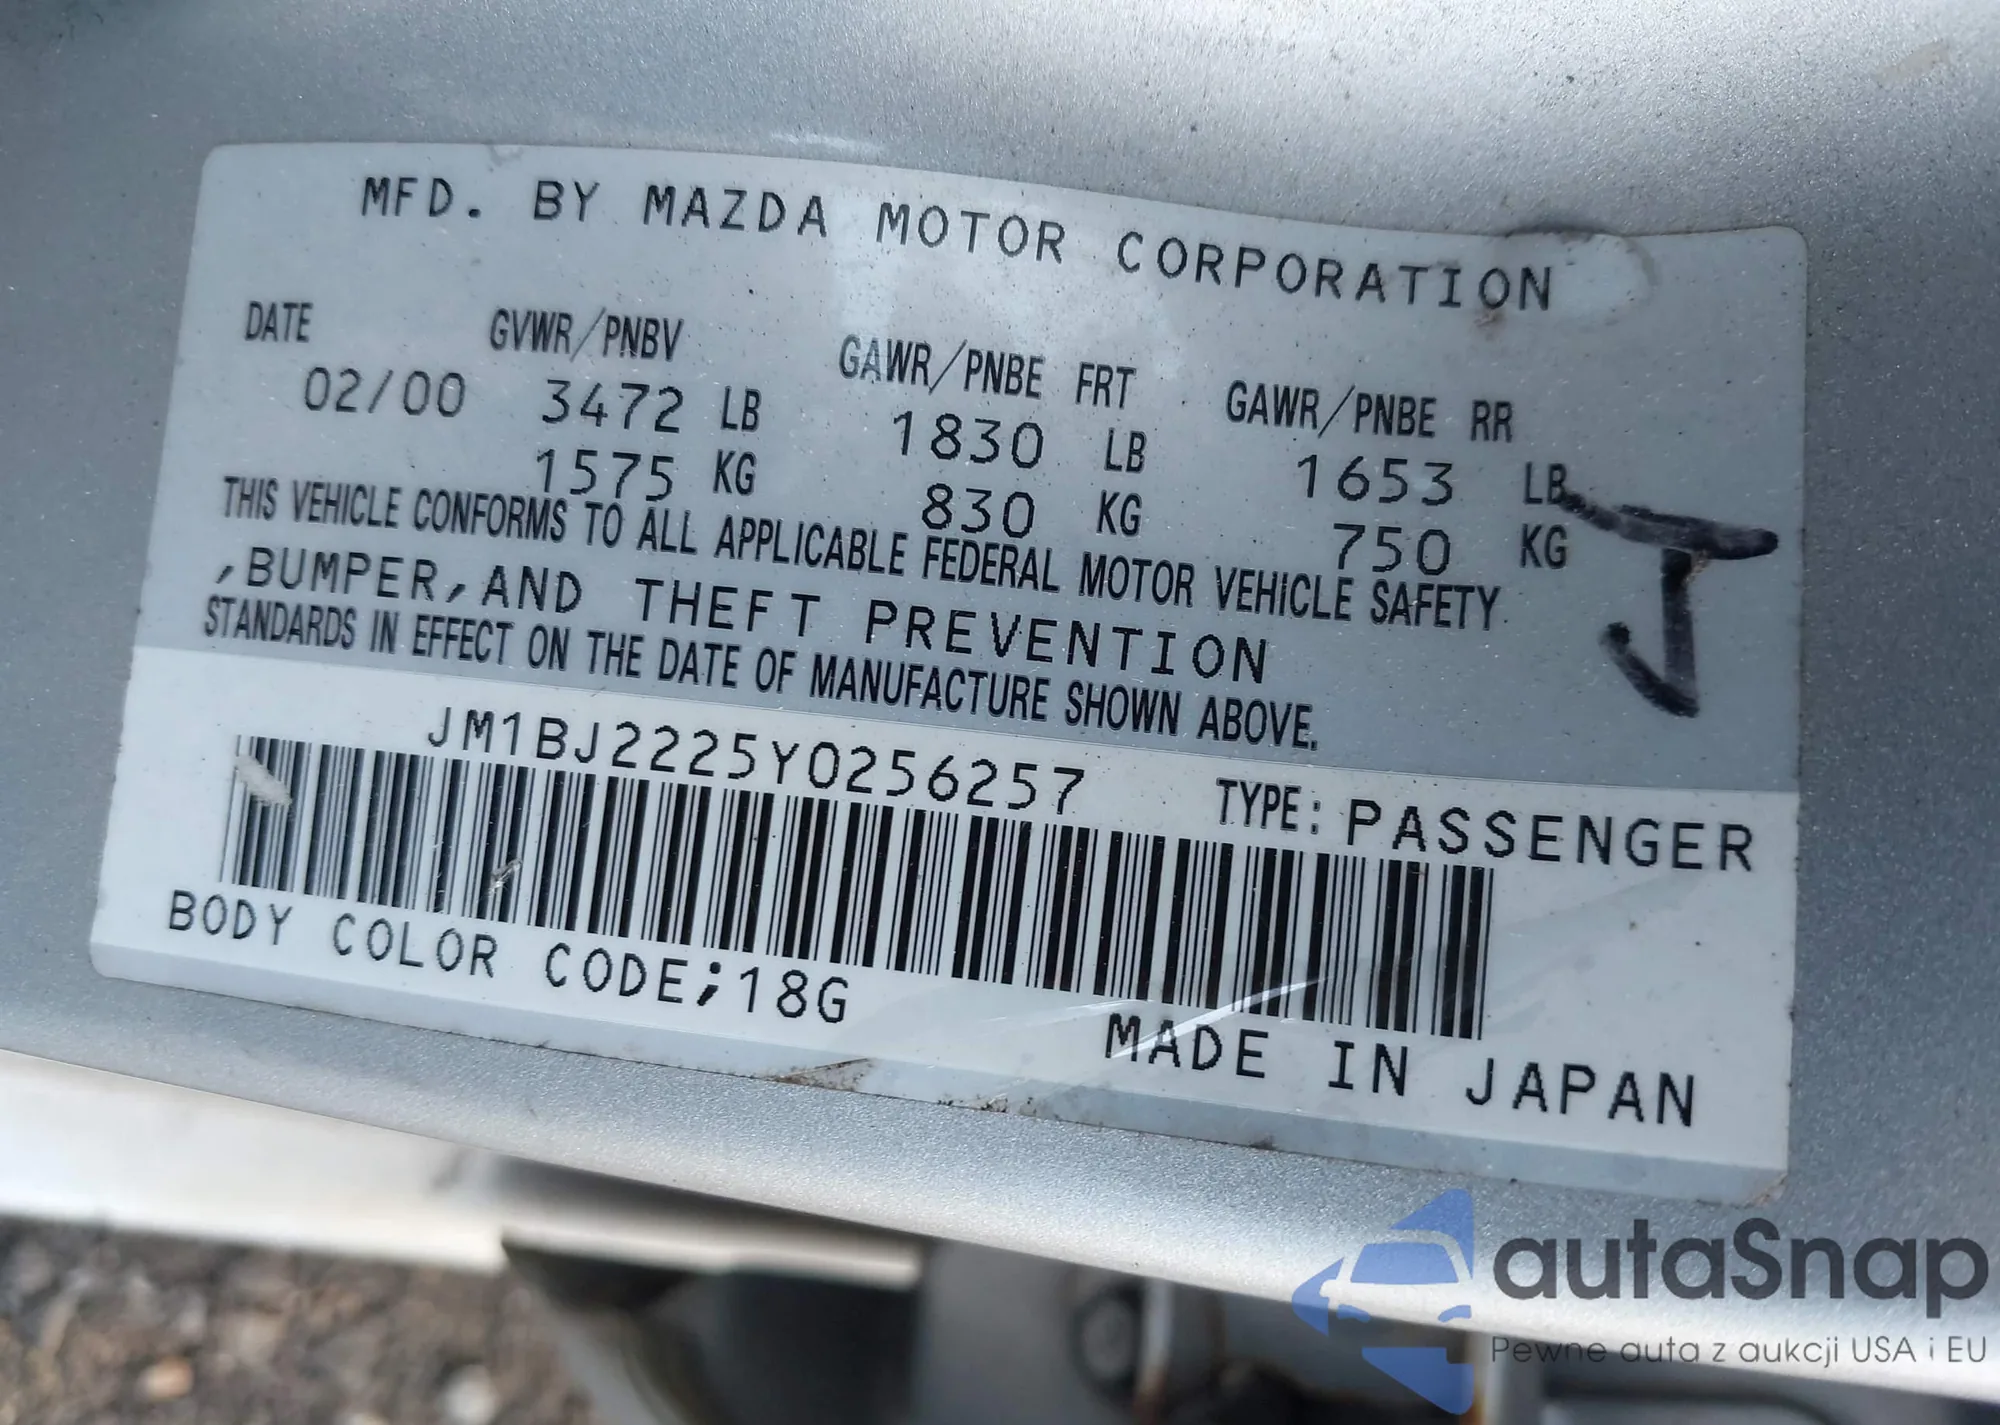 MFD. BY MAZDA MOTOR CORPORATION
DATE GVWR/PNBV GAWR/PNBE FRT GAWR/PNBE RR
02/00 3472 LB 1830 LB 1653 LB
1575 KG 830 KG 750 KG
THIS VEHICLE CONFORMS TO ALL APPLICABLE FEDERAL MOTOR VEHICLE SAFETY
,BUMPER,AND THEFT PREVENTION
STANDARDS IN EFFECT ON THE DATE OF MANUFACTURE SHOWN ABOVE.
J
JM1BJ2225Y0256257 TYPE: PASSENGER
BODY COLOR CODE;18G
MADE IN JAPAN
autaSnap
Pewne auta z aukcji USA i EU